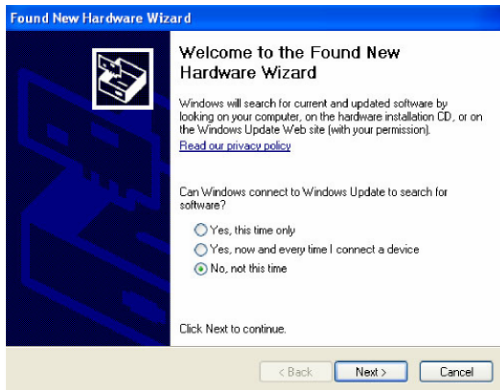 Found New Hardware Wizard
Welcome to the Found New
Hardware Wizard
Windows will search for current and updated software by
looking on your computer, on the hardware installation CD, or on
the Windows Update Web site (with your permission).
Read our privacy policy
Can Windows connect to Windows Update to search for
software?
Yes, this time only
Yes, now and every time I connect a device
No, not this time
Click Next to continue.
< Back Next > Cancel